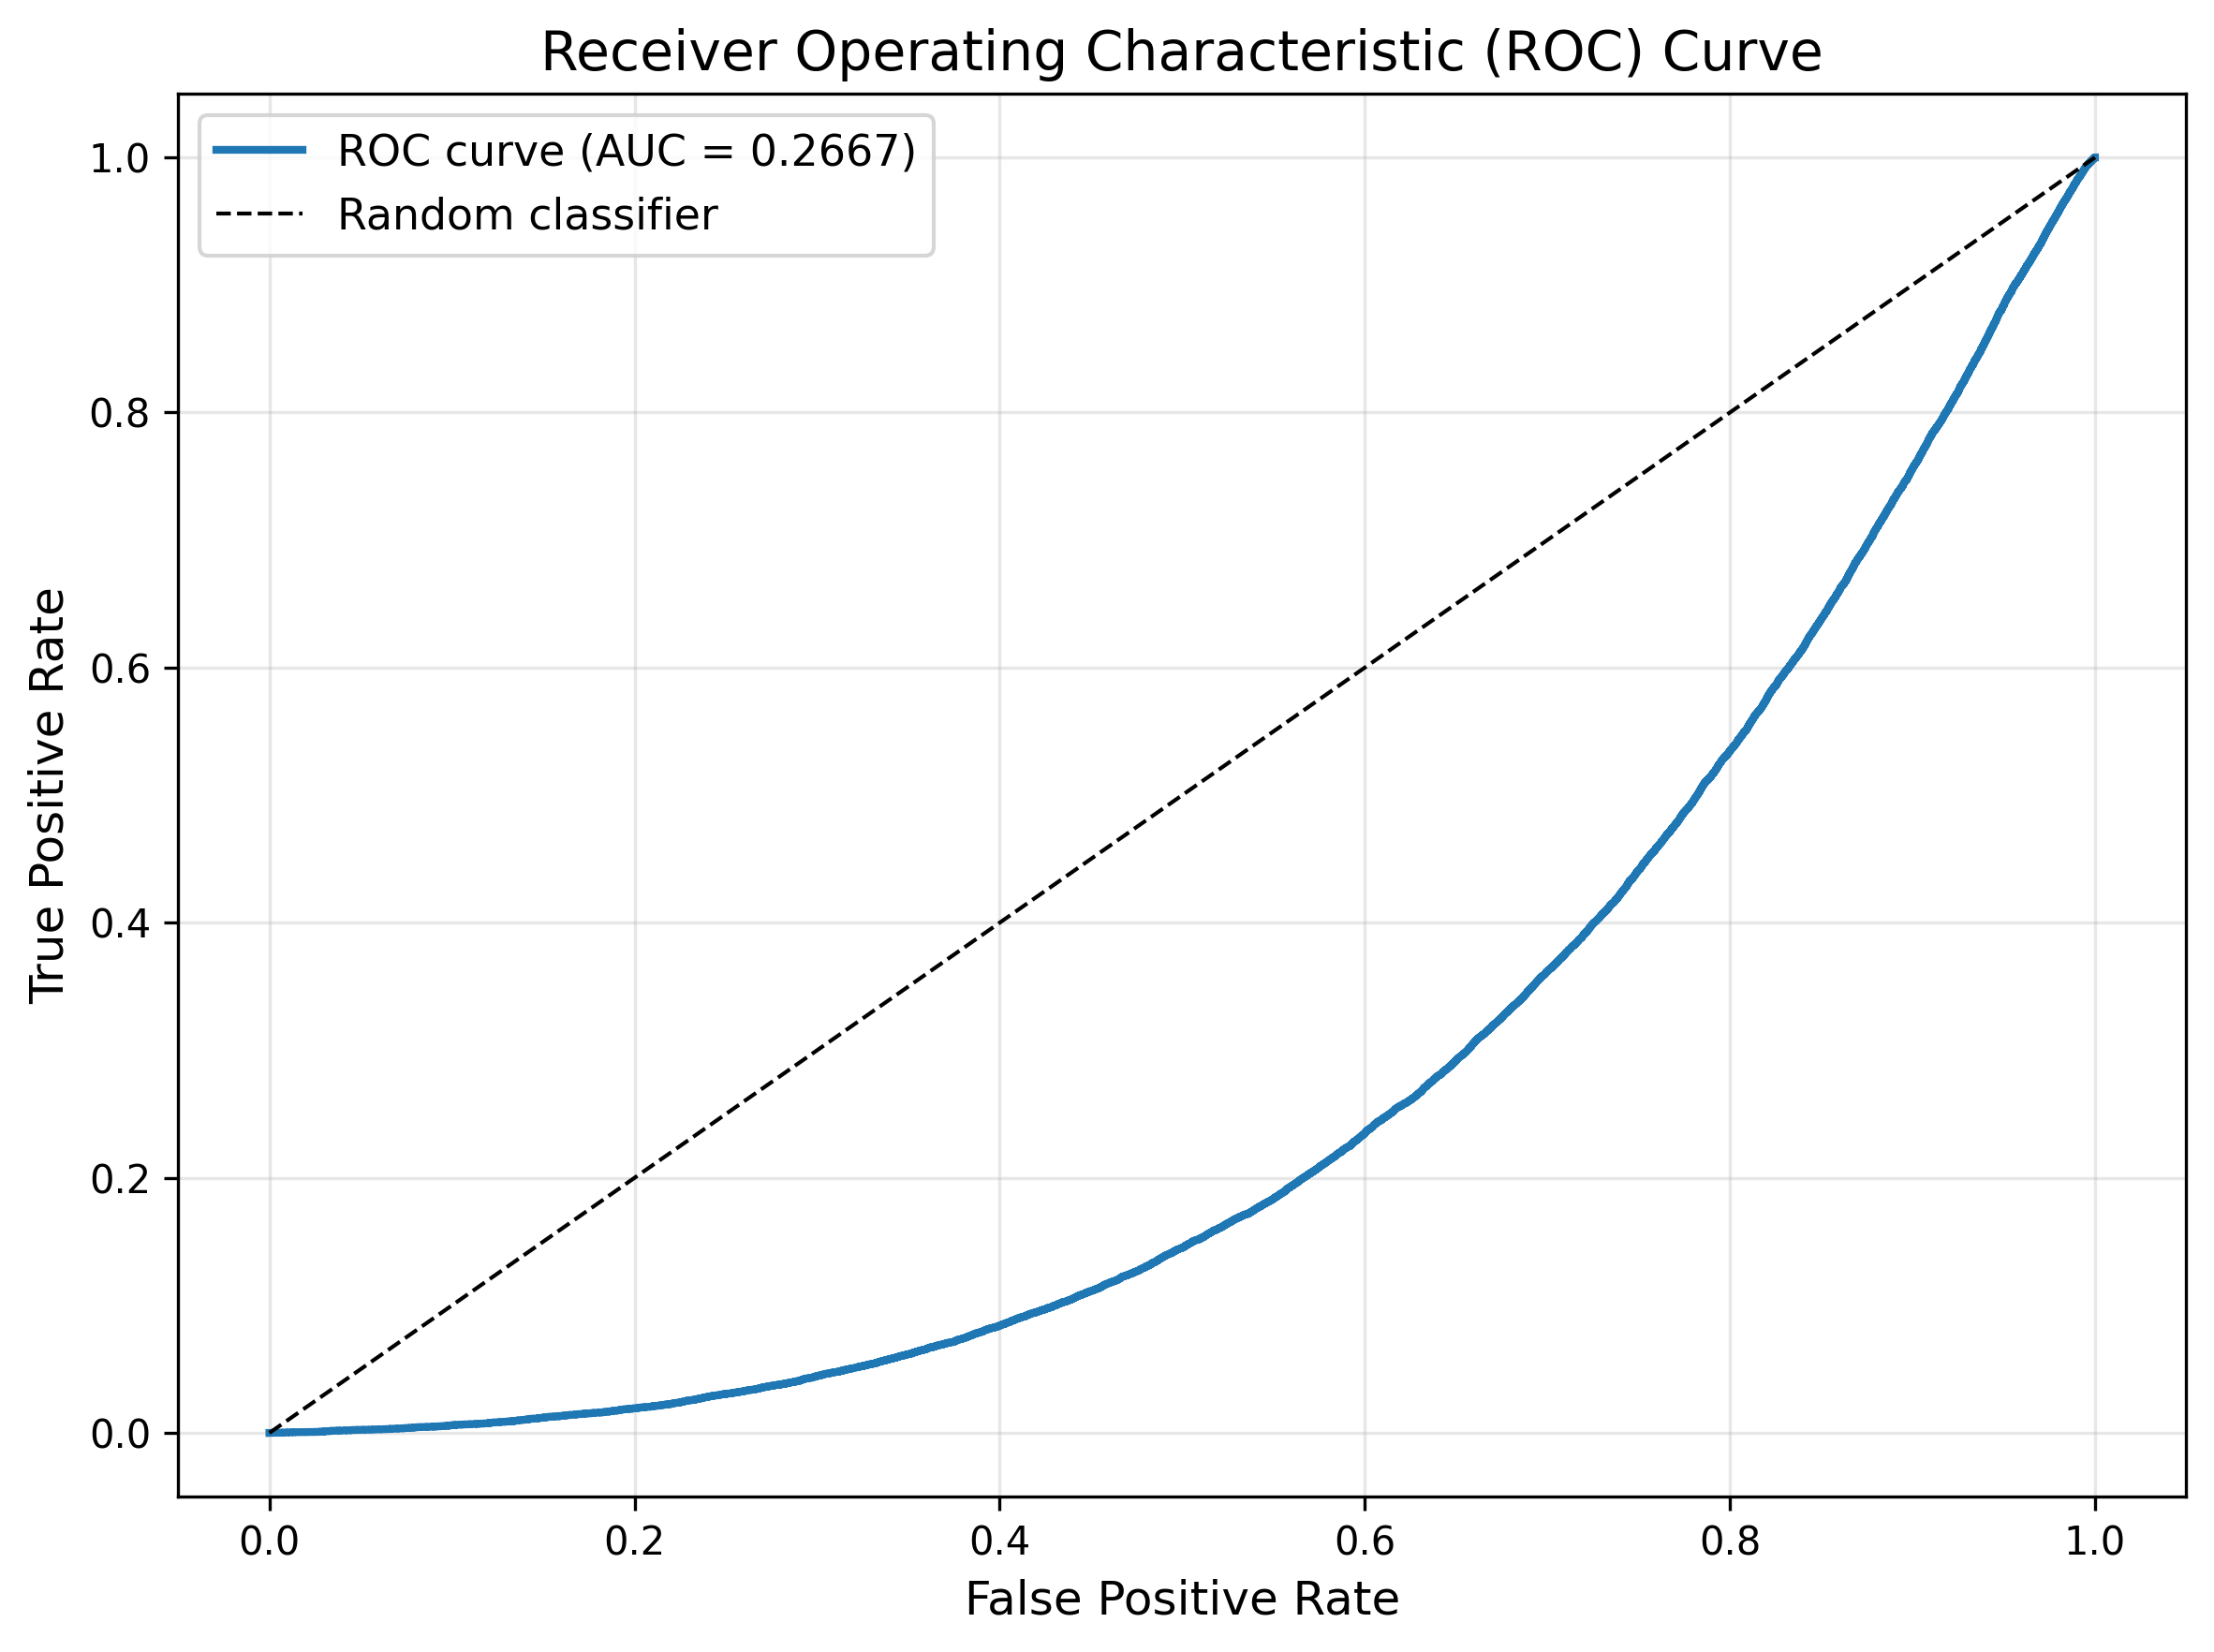 Receiver Operating Characteristic (ROC) Curve
ROC curve (AUC = 0.2667)
Random classifier
1.0
0.8
0.6
0.4
0.2
0.0
True Positive Rate
0.0 0.2 0.4 0.6 0.8 1.0
False Positive Rate